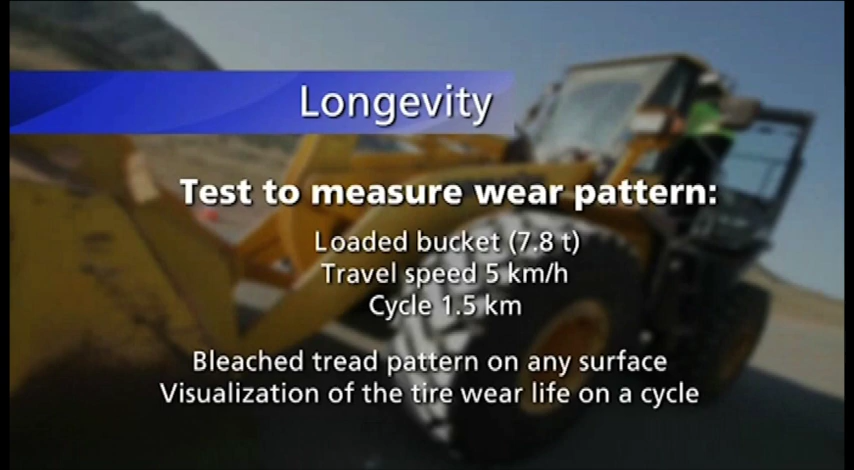 Longevity
Test to measure wear pattern:
Loaded bucket (7.8 t)
Travel speed 5 km/h
Cycle 1.5 km
Bleached tread pattern on any surface
Visualization of the tire wear life on a cycle